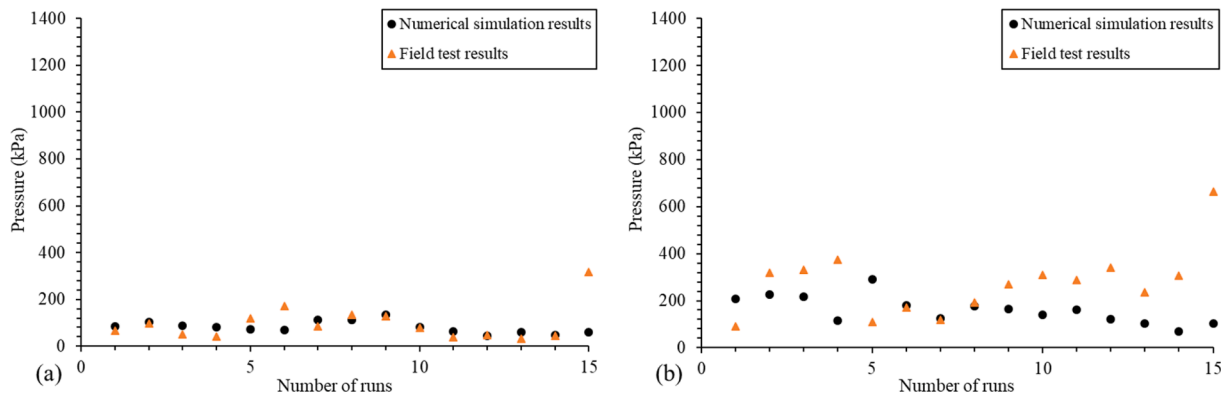 1400
1200
1000
800
600
400
200
0
Pressure (kPa)
Numerical simulation results
Field test results
0
5
10
15
Number of runs
(a)
1400
1200
1000
800
600
400
200
0
Pressure (kPa)
Numerical simulation results
Field test results
0
5
10
15
Number of runs
(b)